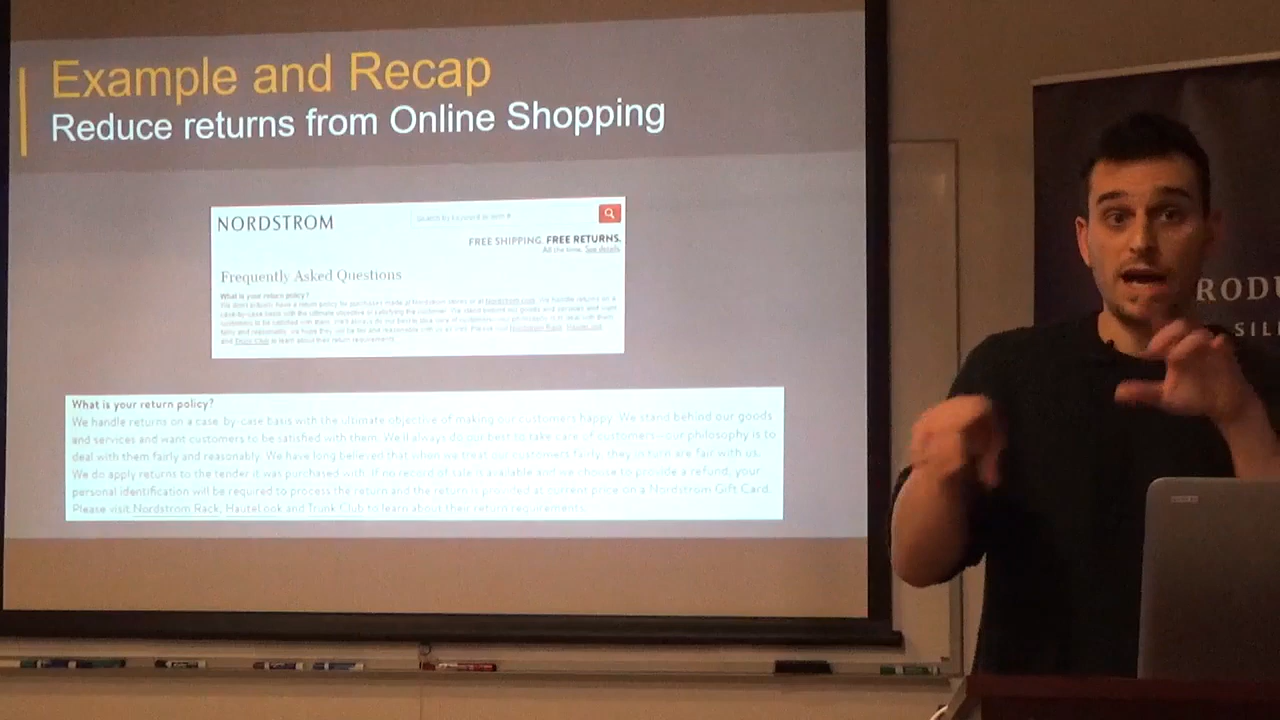 Example and Recap
Reduce returns from Online Shopping
NORDSTROM
Search by keyword or web #
FREE SHIPPING. FREE RETURNS.
All the time. See details.
Frequently Asked Questions
What is your return policy?
What is your return policy?
We handle returns on a case-by-case basis with the ultimate objective of making our customers happy. We stand behind our goods
and services and want customers to be satisfied with them. We'll always do our best to take care of customers—our philosophy is to
deal with them fairly and reasonably. We have long believed that when we treat our customers fairly, they in turn are fair with us.
We do apply returns to the tender it was purchased with. If no record of sale is available and we choose to provide a refund, your
personal identification will be required to process the return and the return is provided at current price on a Nordstrom Gift Card.
Please visit Nordstrom Rack, HauteLook and Trunk Club to learn about their return requirements.
RODU
SILI